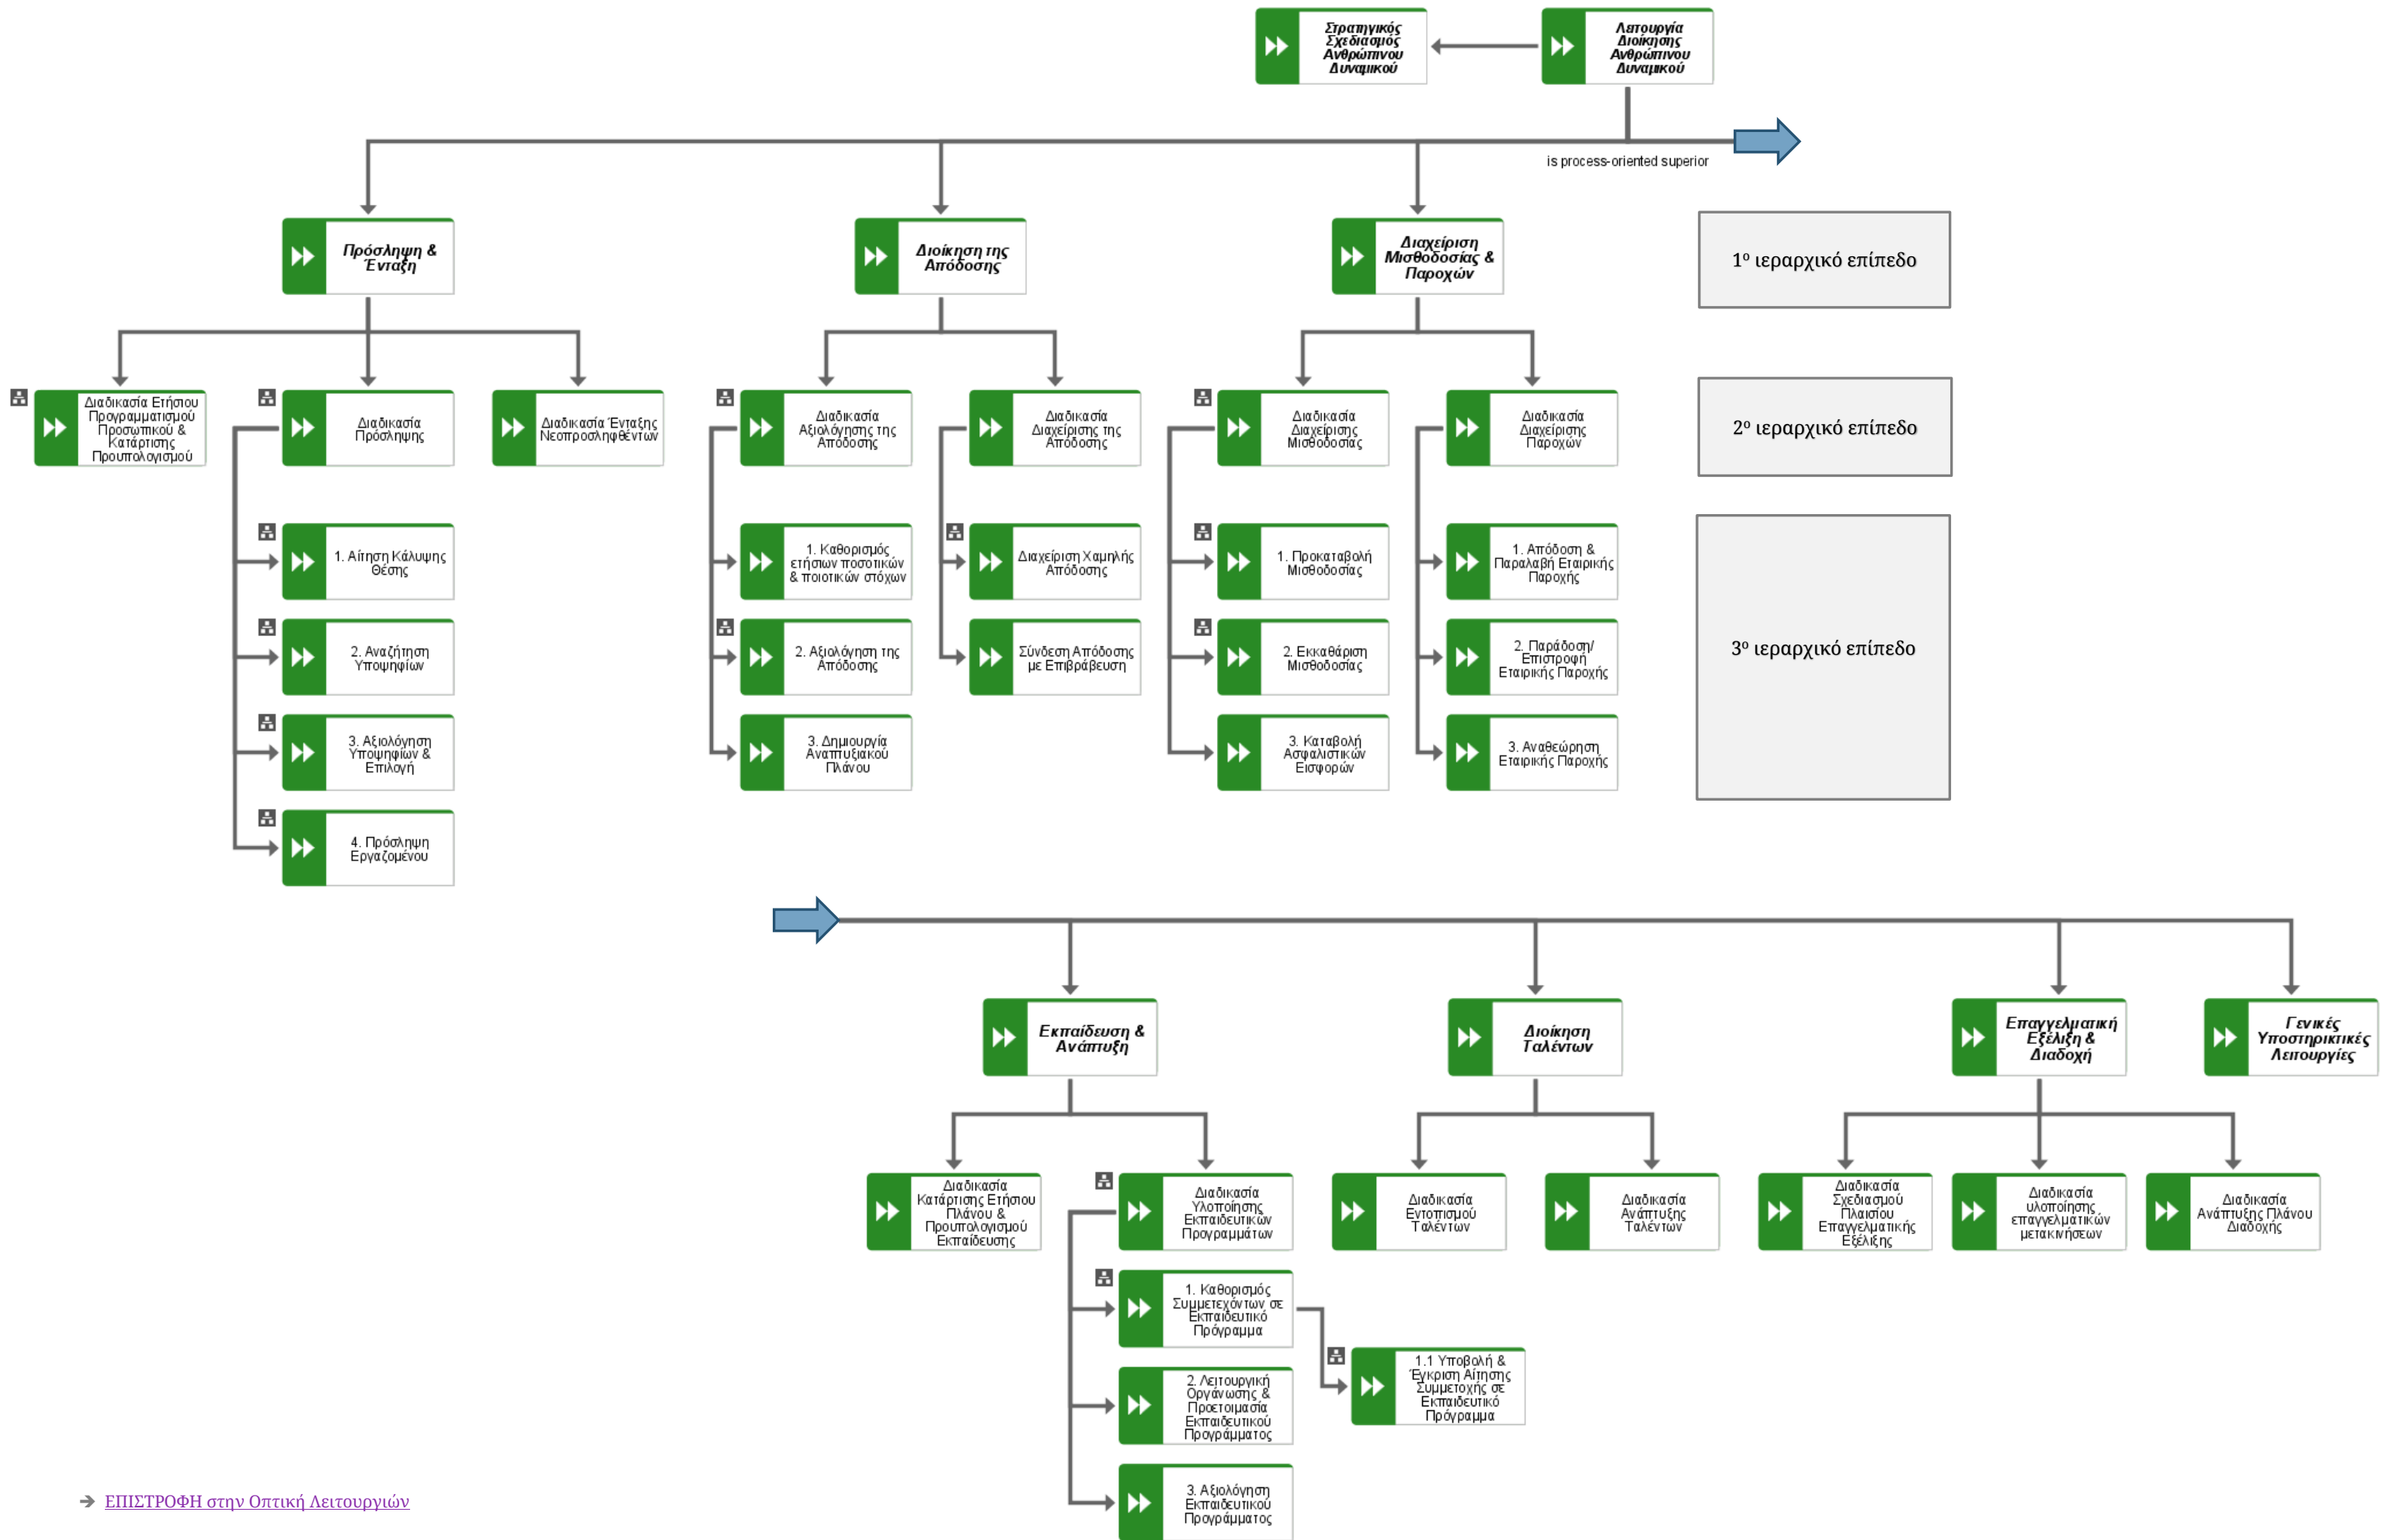 Στρατηγικός
Σχεδιασμός
Ανθρώπινου
Δυναμικού
Λειτουργία
Διοίκησης
Ανθρώπινου
Δυναμικού
is process-oriented superior
Πρόσληψη &
Ένταξη
Διοίκηση της
Απόδοσης
Διαχείριση
Μισθοδοσίας &
Παροχών
1º ιεραρχικό επίπεδο
Διαδικασία Ετήσιου
Προγραμματισμού
Προσωπικού &
Κατάρτισης
Προυπολογισμού
Διαδικασία
Πρόσληψης
Διαδικασία Ένταξης
Νεοπροσληφθέντων
Διαδικασία
Αξιολόγησης της
Απόδοσης
Διαδικασία
Διαχείρισης της
Απόδοσης
Διαδικασία
Διαχείρισης
Μισθοδοσίας
Διαδικασία
Διαχείρισης
Παροχών
2º ιεραρχικό επίπεδο
1. Αίτηση Κάλυψης
Θέσης
1. Καθορισμός
ετήσιων ποσοτικών
& ποιοτικών στόχων
Διαχείριση Χαμηλής
Απόδοσης
1. Προκαταβολή
Μισθοδοσίας
1. Απόδοση &
Παραλαβή Εταιρικής
Παροχής
2. Αναζήτηση
Υποψηφίων
2. Αξιολόγηση της
Απόδοσης
Σύνδεση Απόδοσης
με Επιβράβευση
2. Εκκαθάριση
Μισθοδοσίας
2. Παράδοση/
Επιστροφή
Εταιρικής Παροχής
3º ιεραρχικό επίπεδο
3. Αξιολόγηση
Υποψηφίων &
Επιλογή
3. Δημιουργία
Αναπτυξιακού
Πλάνου
3. Καταβολή
Ασφαλιστικών
Εισφορών
3. Αναθεώρηση
Εταιρικής Παροχής
4. Πρόσληψη
Εργαζομένου
Εκπαίδευση &
Ανάπτυξη
Διοίκηση
Ταλέντων
Επαγγελματική
Εξέλιξη &
Διαδοχή
Γενικές
Υποστηρικτικές
Λειτουργίες
Διαδικασία
Κατάρτισης Ετήσιου
Πλάνου &
Προυπολογισμού
Εκπαίδευσης
Διαδικασία
Υλοποίησης
Εκπαιδευτικών
Προγραμμάτων
Διαδικασία
Εντοπισμού
Ταλέντων
Διαδικασία
Ανάπτυξης
Ταλέντων
Διαδικασία
Σχεδιασμού
Πλαισίου
Επαγγελματικής
Εξέλιξης
Διαδικασία
υλοποίησης
επαγγελματικών
μετακινήσεων
Διαδικασία
Ανάπτυξης Πλάνου
Διαδοχής
1. Καθορισμός
Συμμετεχόντων σε
Εκπαιδευτικό
Πρόγραμμα
1.1 Υποβολή &
Έγκριση Αίτησης
Συμμετοχής σε
Εκπαιδευτικό
Πρόγραμμα
2. Λειτουργική
Οργάνωσης &
Προετοιμασία
Εκπαιδευτικού
Προγράμματος
3. Αξιολόγηση
Εκπαιδευτικού
Προγράμματος
➔ ΕΠΙΣΤΡΟΦΗ στην Οπτική Λειτουργιών